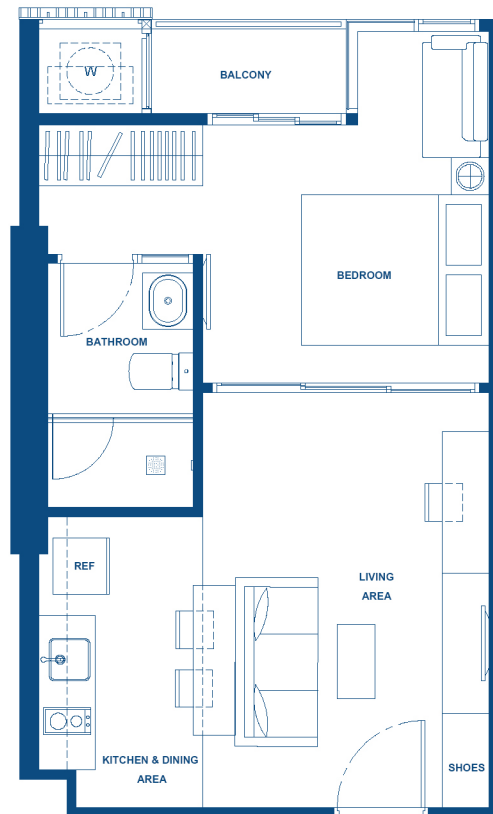 W
BALCONY
BEDROOM
BATHROOM
REF
LIVING
AREA
KITCHEN & DINING
AREA
SHOES